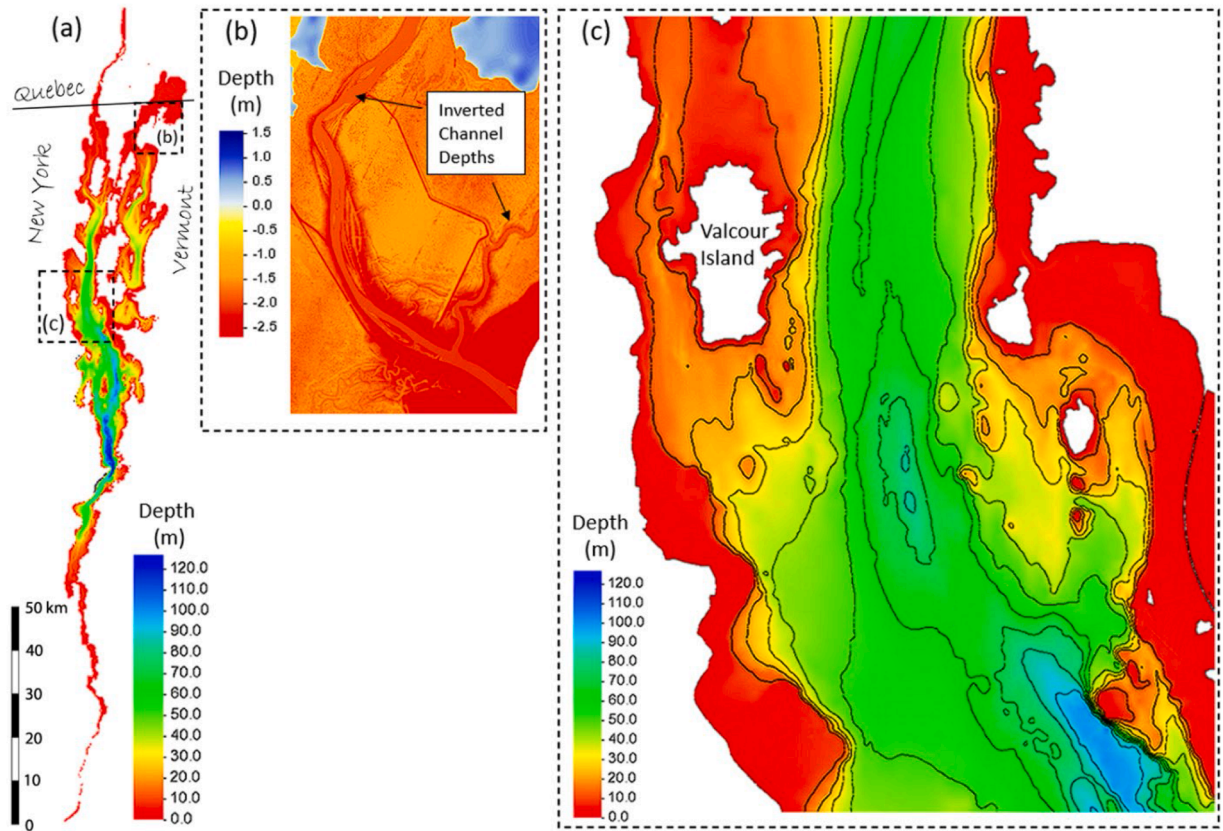 (a)
Quebec
New York
Vermont
(b)
(c)
50 km
40
30
20
10
0
Depth
(m)
120.0
110.0
100.0
90.0
80.0
70.0
60.0
50.0
40.0
30.0
20.0
10.0
0.0
(b)
Depth
(m)
1.5
1.0
0.5
0.0
-0.5
-1.0
-1.5
-2.0
-2.5
Inverted
Channel
Depths
(c)
Valcour
Island
Depth
(m)
120.0
110.0
100.0
90.0
80.0
70.0
60.0
50.0
40.0
30.0
20.0
10.0
0.0